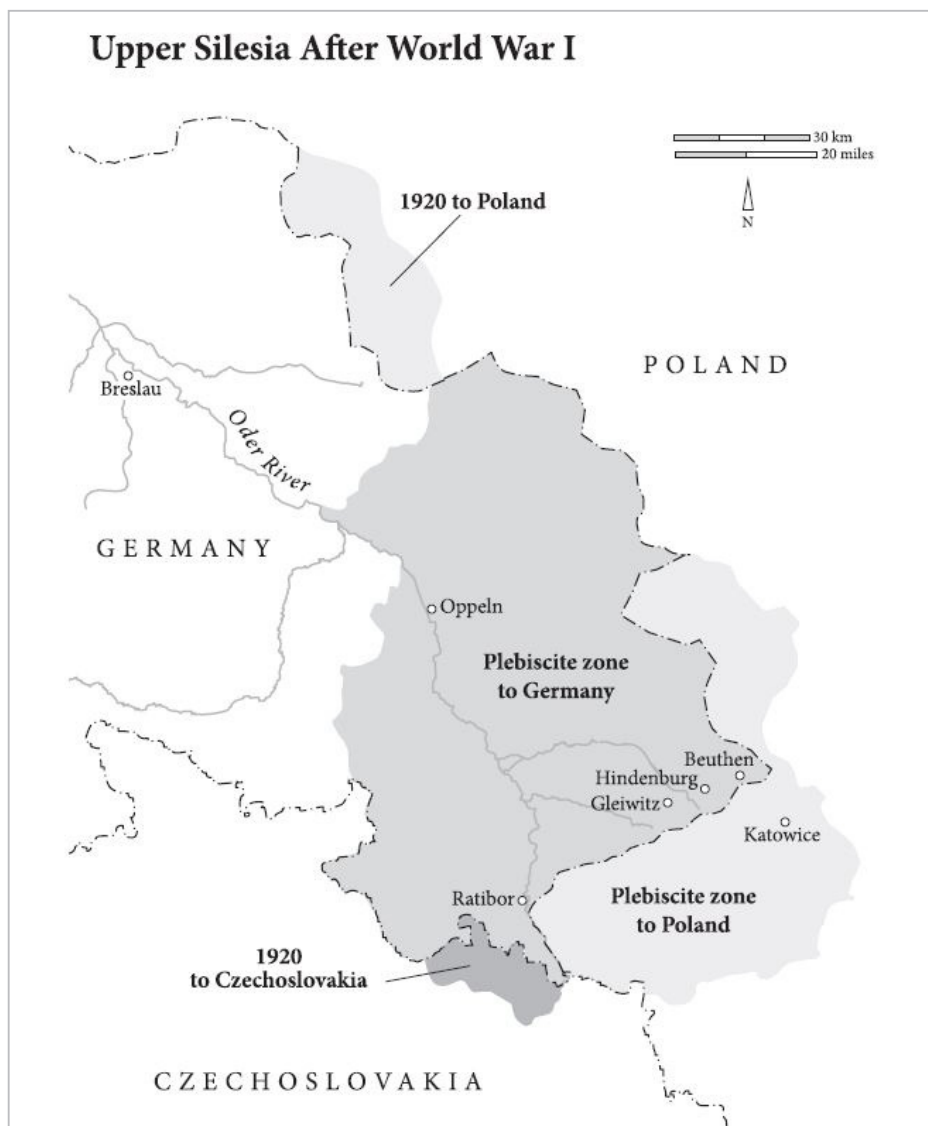 Upper Silesia After World War I
30 km
20 miles
N
1920 to Poland
POLAND
Breslau
Oder River
GERMANY
Oppeln
Plebiscite zone
to Germany
Beuthen
Hindenburg
Gleiwitz
Katowice
Ratibor
Plebiscite zone
to Poland
1920
to Czechoslovakia
CZECHOSLOVAKIA